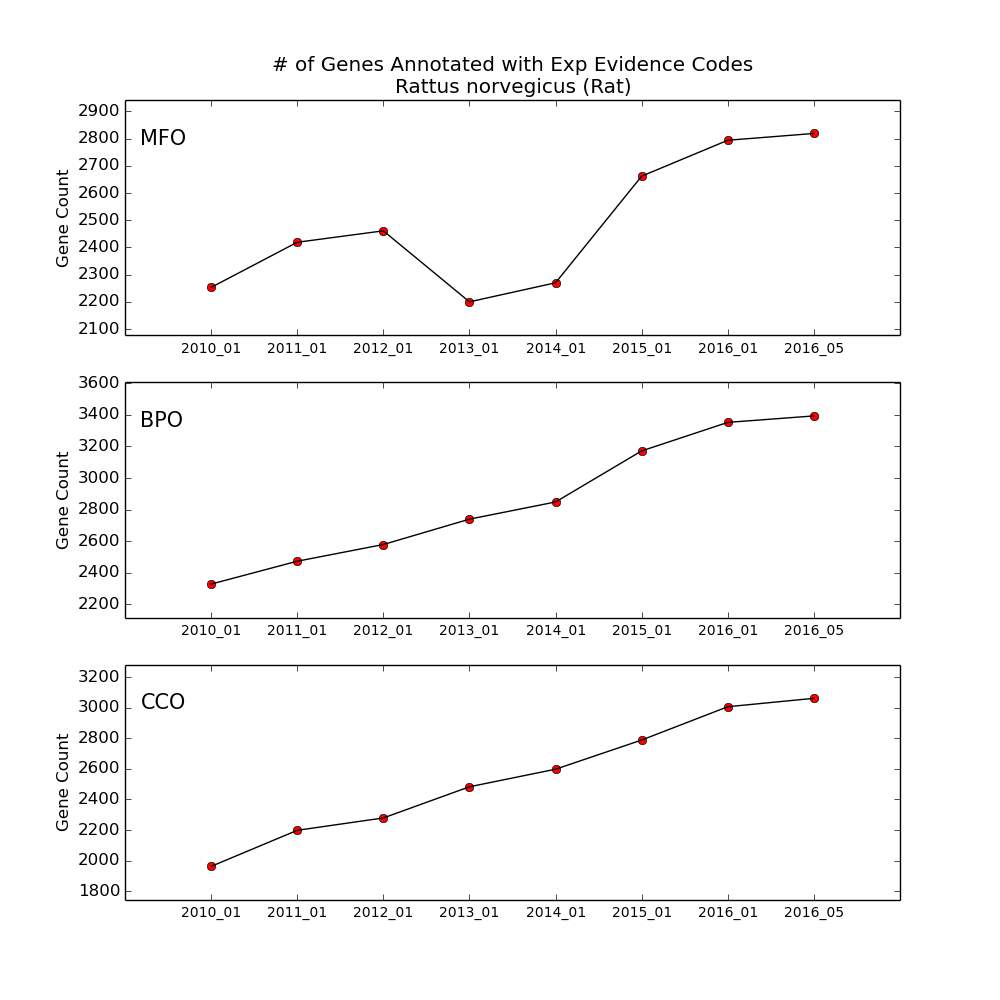 # of Genes Annotated with Exp Evidence Codes
Rattus norvegicus (Rat)
MFO
Gene Count
2900
2800
2700
2600
2500
2400
2300
2200
2100
2010_01 2011_01 2012_01 2013_01 2014_01 2015_01 2016_01 2016_05
BPO
Gene Count
3600
3400
3200
3000
2800
2600
2400
2200
2010_01 2011_01 2012_01 2013_01 2014_01 2015_01 2016_01 2016_05
CCO
Gene Count
3200
3000
2800
2600
2400
2200
2000
1800
2010_01 2011_01 2012_01 2013_01 2014_01 2015_01 2016_01 2016_05